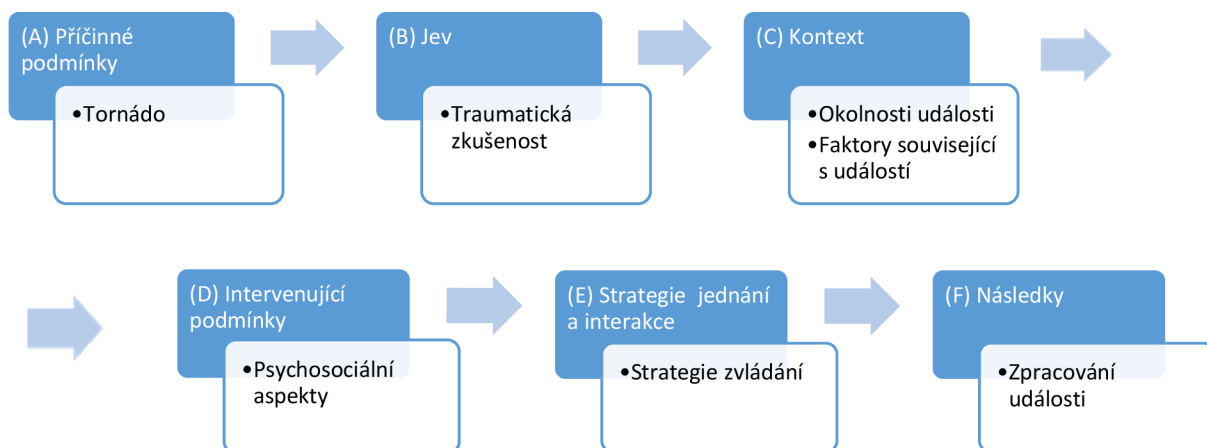 (A) Příčinné
podmínky
•Tornádo
(B) Jev
•Traumatická
zkušenost
(C) Kontext
•Okolnosti události
•Faktory související
s událostí
(D) Intervenující
podmínky
•Psychosociální
aspekty
(E) Strategie jednání
a interakce
•Strategie zvládání
(F) Následky
•Zpracování
události